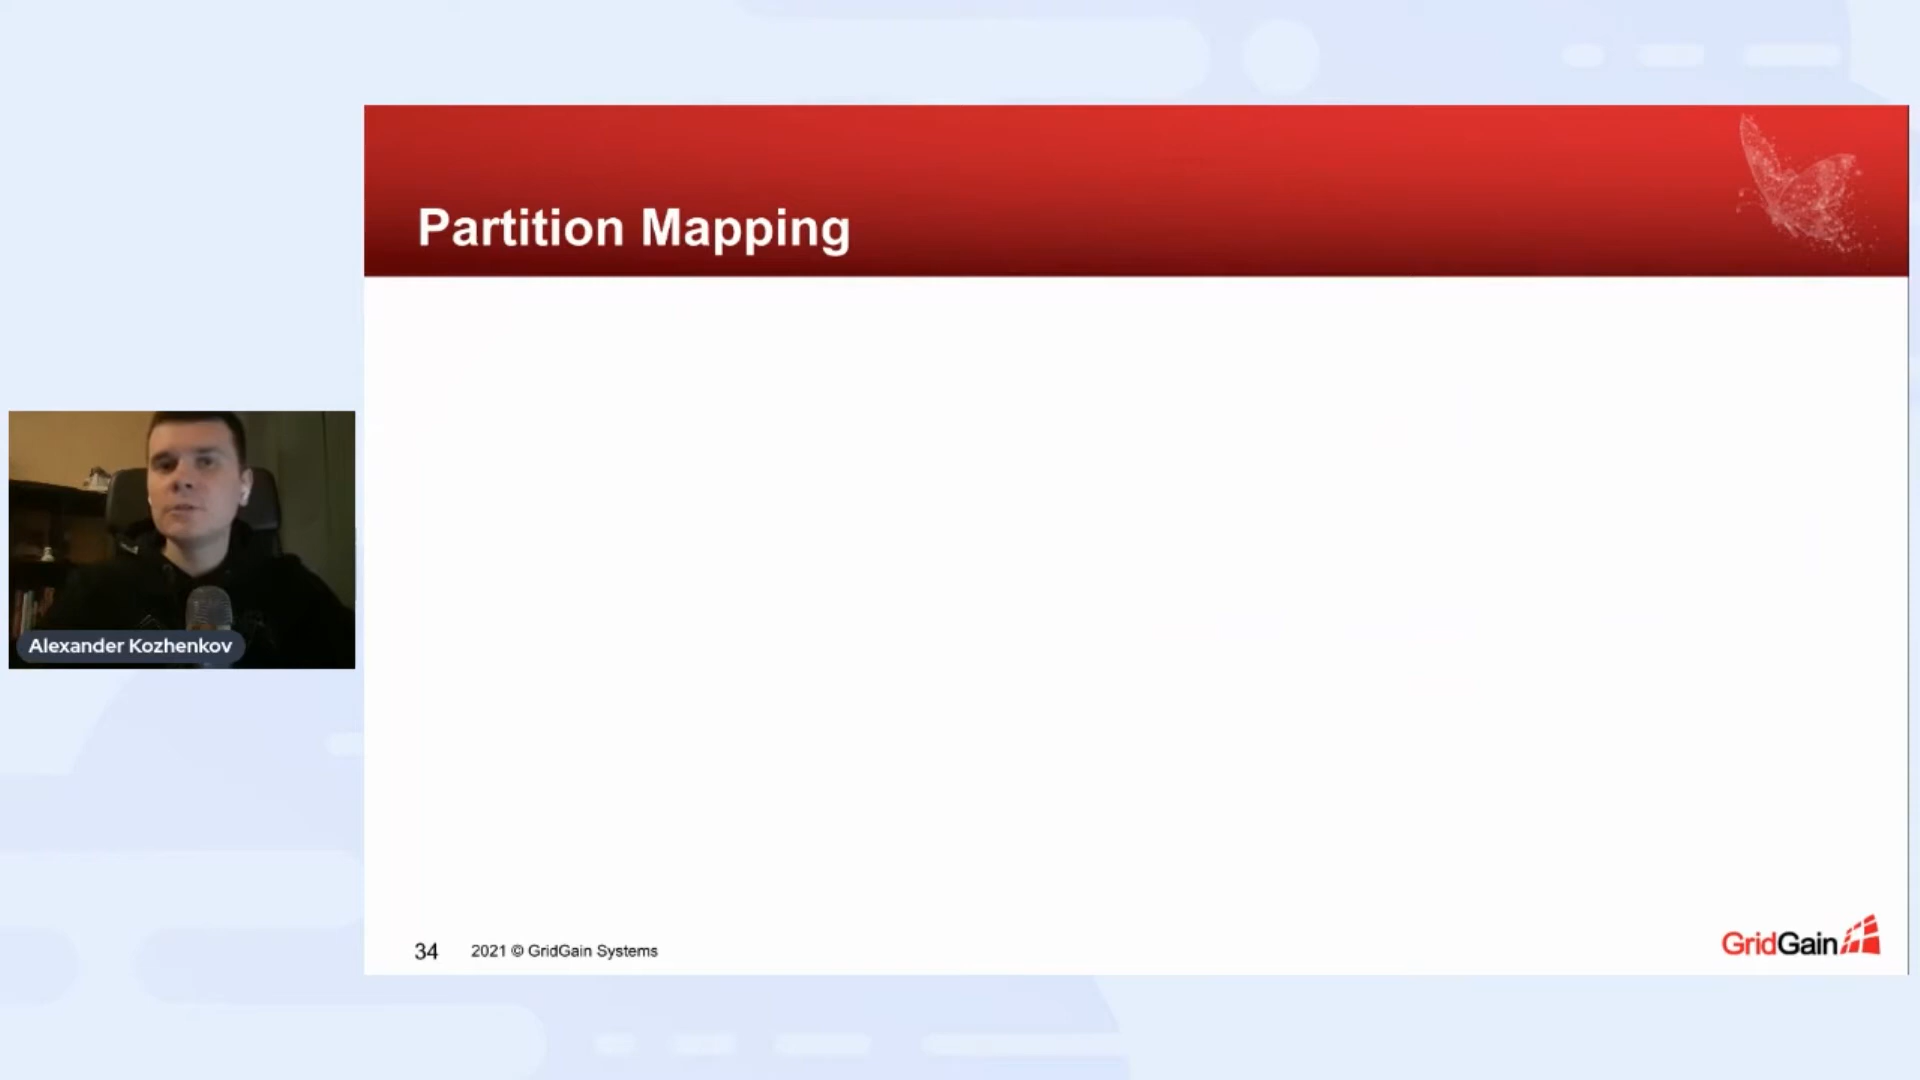 Partition Mapping
Alexander Kozhenkov
34 2021 © GridGain Systems
GridGain